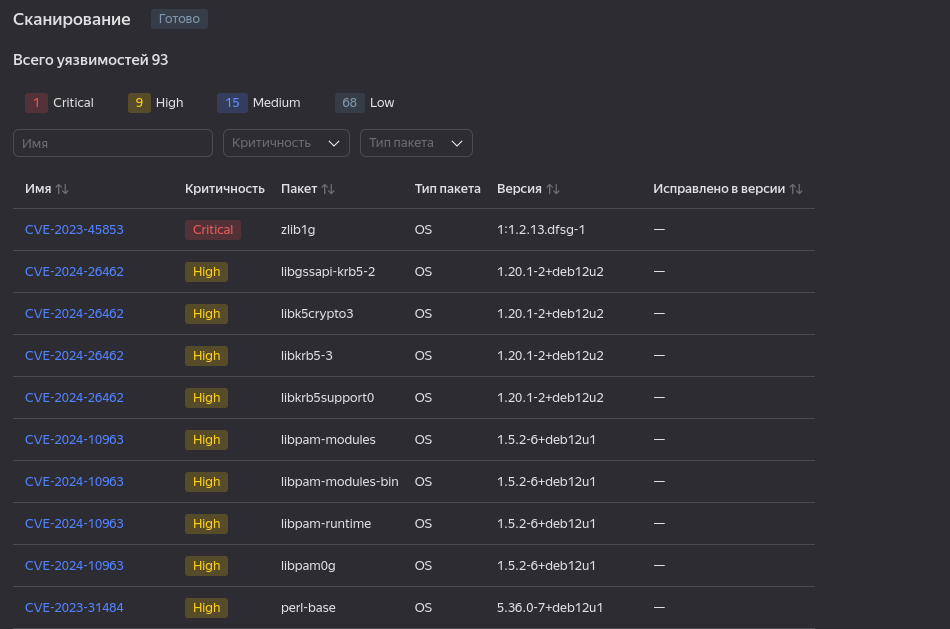 Сканирование Готово
Всего уязвимостей 93
1 Critical 9 High 15 Medium 68 Low
Имя Критичность Тип пакета
Имя Критичность Пакет Тип пакета Версия Исправлено в версии
CVE-2023-45853 Critical zlib1g OS 1:1.2.13.dfsg-1 —
CVE-2024-26462 High libgssapi-krb5-2 OS 1.20.1-2+deb12u2 —
CVE-2024-26462 High libk5crypto3 OS 1.20.1-2+deb12u2 —
CVE-2024-26462 High libkrb5-3 OS 1.20.1-2+deb12u2 —
CVE-2024-26462 High libkrb5support0 OS 1.20.1-2+deb12u2 —
CVE-2024-10963 High libpam-modules OS 1.5.2-6+deb12u1 —
CVE-2024-10963 High libpam-modules-bin OS 1.5.2-6+deb12u1 —
CVE-2024-10963 High libpam-runtime OS 1.5.2-6+deb12u1 —
CVE-2024-10963 High libpam0g OS 1.5.2-6+deb12u1 —
CVE-2023-31484 High perl-base OS 5.36.0-7+deb12u1 —